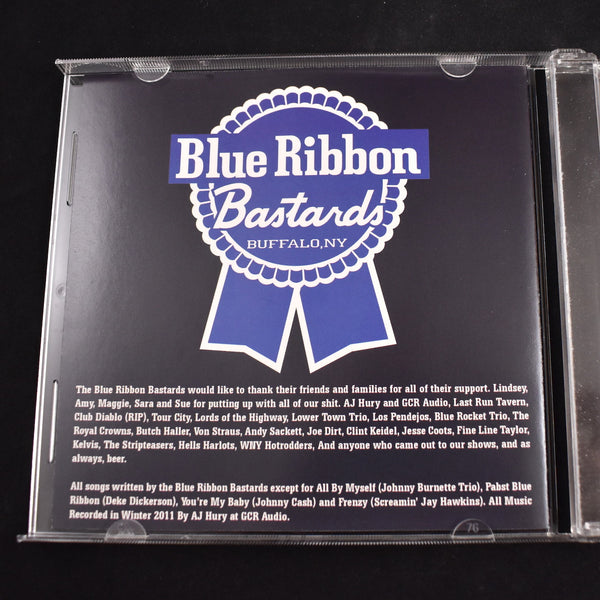 Blue Ribbon
Bastards
BUFFALO, NY
The Blue Ribbon Bastards would like to thank their friends and families for all of their support. Lindsey,
Amy, Maggie, Sara and Sue for putting up with all of our shit. AJ Hury and GCR Audio, Last Run Tavern,
Club Diablo (RIP), Tour City, Lords of the Highway, Lower Town Trio, Los Pendejos, Blue Rocket Trio, The
Royal Crowns, Butch Haller, Von Straus, Andy Sackett, Joe Dirt, Clint Keidel, Jesse Coots, Fine Line Taylor,
Kelvis, The Stripteasers, Hells Harlots, WNY Hotrodders, And anyone who came out to our shows, and as
always, beer.
All songs written by the Blue Ribbon Bastards except for All By Myself (Johnny Burnette Trio), Pabst Blue
Ribbon (Deke Dickerson), You're My Baby (Johnny Cash) and Frenzy (Screamin' Jay Hawkins). All Music
Recorded in Winter 2011 By AJ Hury at GCR Audio.
76